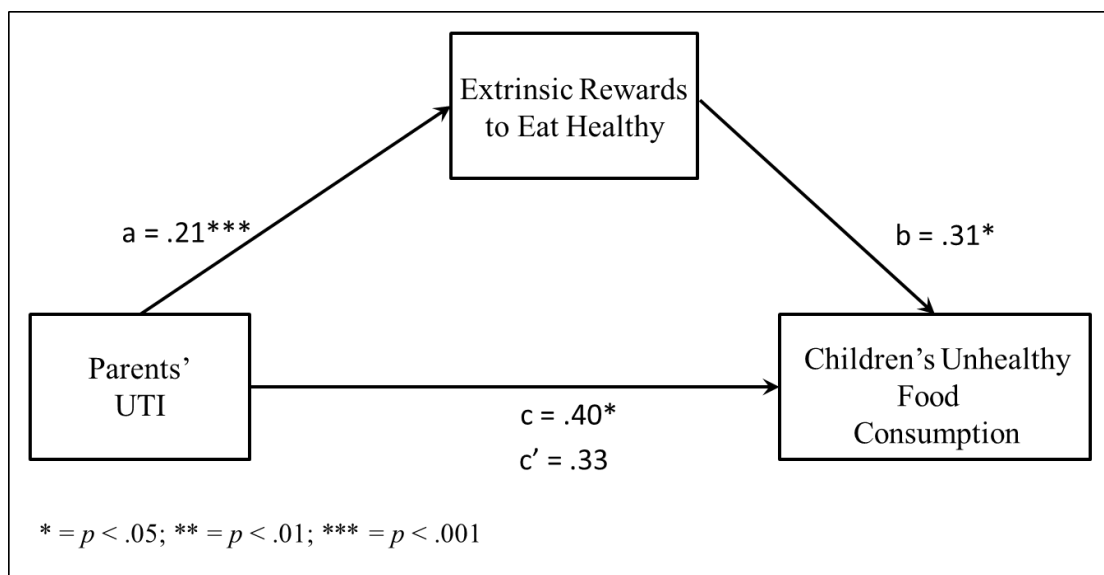 Extrinsic Rewards
to Eat Healthy
a = .21***
b = .31*
Parents’
UTI
c = .40*
c’ = .33
Children’s Unhealthy
Food
Consumption
* = p < .05; ** = p < .01; *** = p < .001